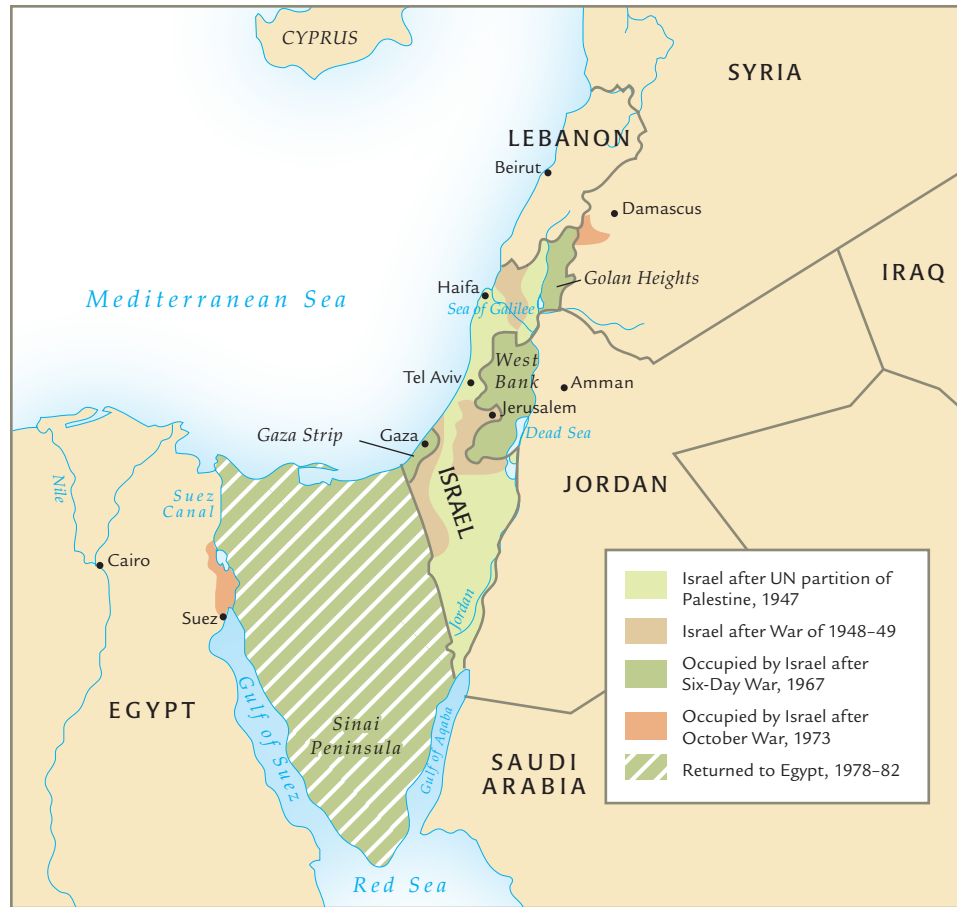 CYPRUS
SYRIA
LEBANON
Beirut
Damascus
IRAQ
Golan Heights
Haifa
Mediterranean Sea
Sea of Galilee
West
Bank
Tel Aviv
Amman
Jerusalem
Gaza Strip
Gaza
Dead Sea
ISRAEL
JORDAN
Nile
Suez
Canal
Cairo
Suez
Jordan
EGYPT
Gulf of Suez
Sinai
Peninsula
Gulf of Aqaba
SAUDI
ARABIA
Red Sea
Israel after UN partition of
Palestine, 1947
Israel after War of 1948–49
Occupied by Israel after
Six-Day War, 1967
Occupied by Israel after
October War, 1973
Returned to Egypt, 1978–82